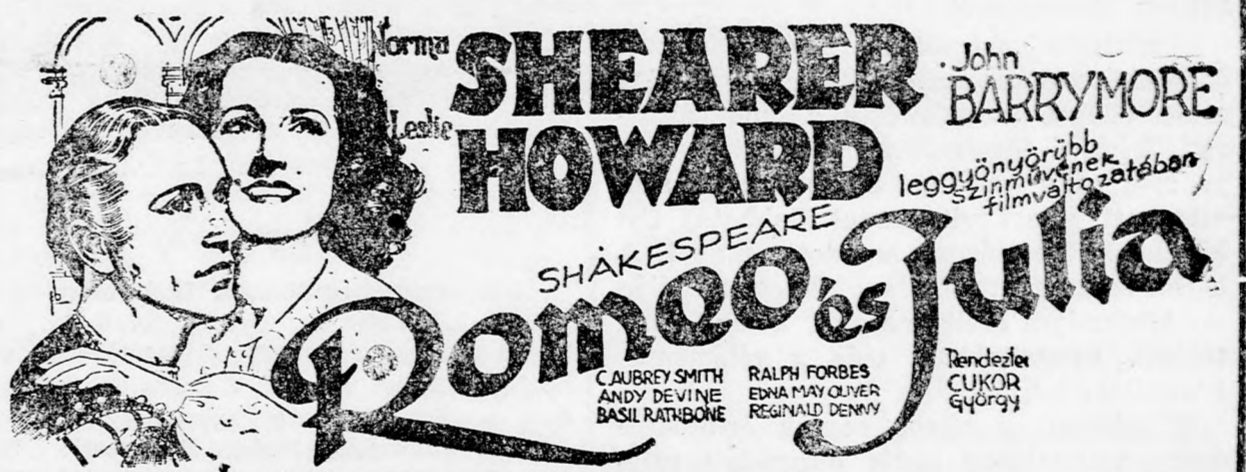 Norma SHEARER
Leslie HOWARD
John
BARRYMORE
SHAKESPEARE
leggyönyörübb
szinművének
filmváltozatában
Romeo és Julia
C. AUBREY SMITH
ANDY DEVINE
BASIL RATHBONE
RALPH FORBES
EDNA MAY OLIVER
REGINALD DENNY
Rendezte:
CUKOR
György